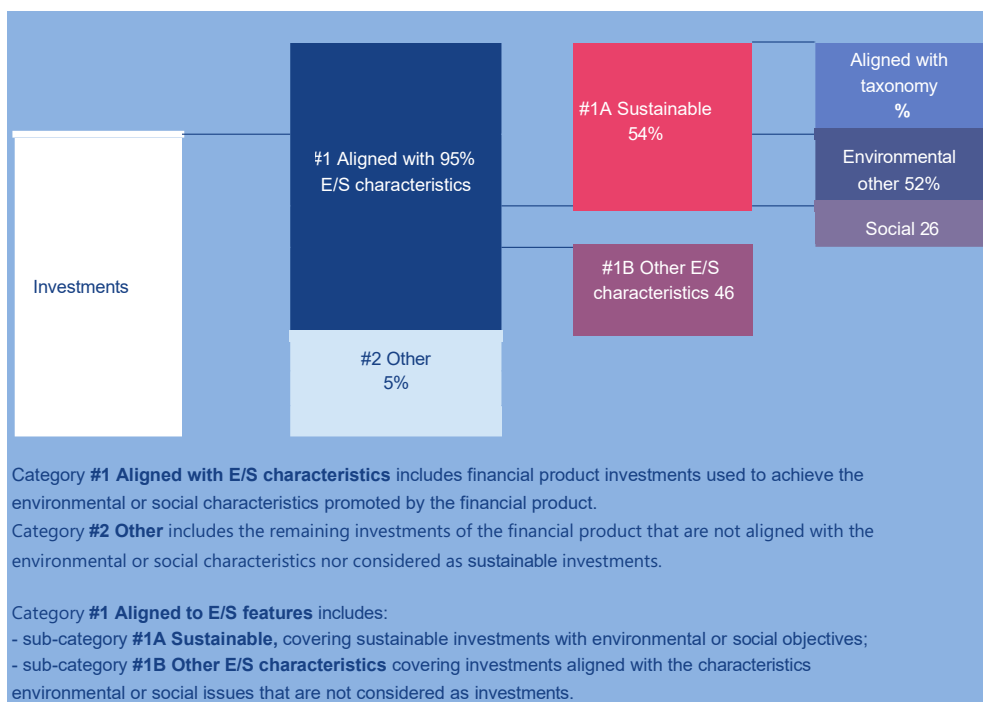 Investments
#1 Aligned with 95%
E/S characteristics
#2 Other
5%
#1A Sustainable
54%
#1B Other E/S
characteristics 46
Aligned with
taxonomy
%
Environmental
other 52%
Social 26
Category #1 Aligned with E/S characteristics includes financial product investments used to achieve the
environmental or social characteristics promoted by the financial product.
Category #2 Other includes the remaining investments of the financial product that are not aligned with the
environmental or social characteristics nor considered as sustainable investments.
Category #1 Aligned to E/S features includes:
- sub-category #1A Sustainable, covering sustainable investments with environmental or social objectives;
- sub-category #1B Other E/S characteristics covering investments aligned with the characteristics
environmental or social issues that are not considered as investments.